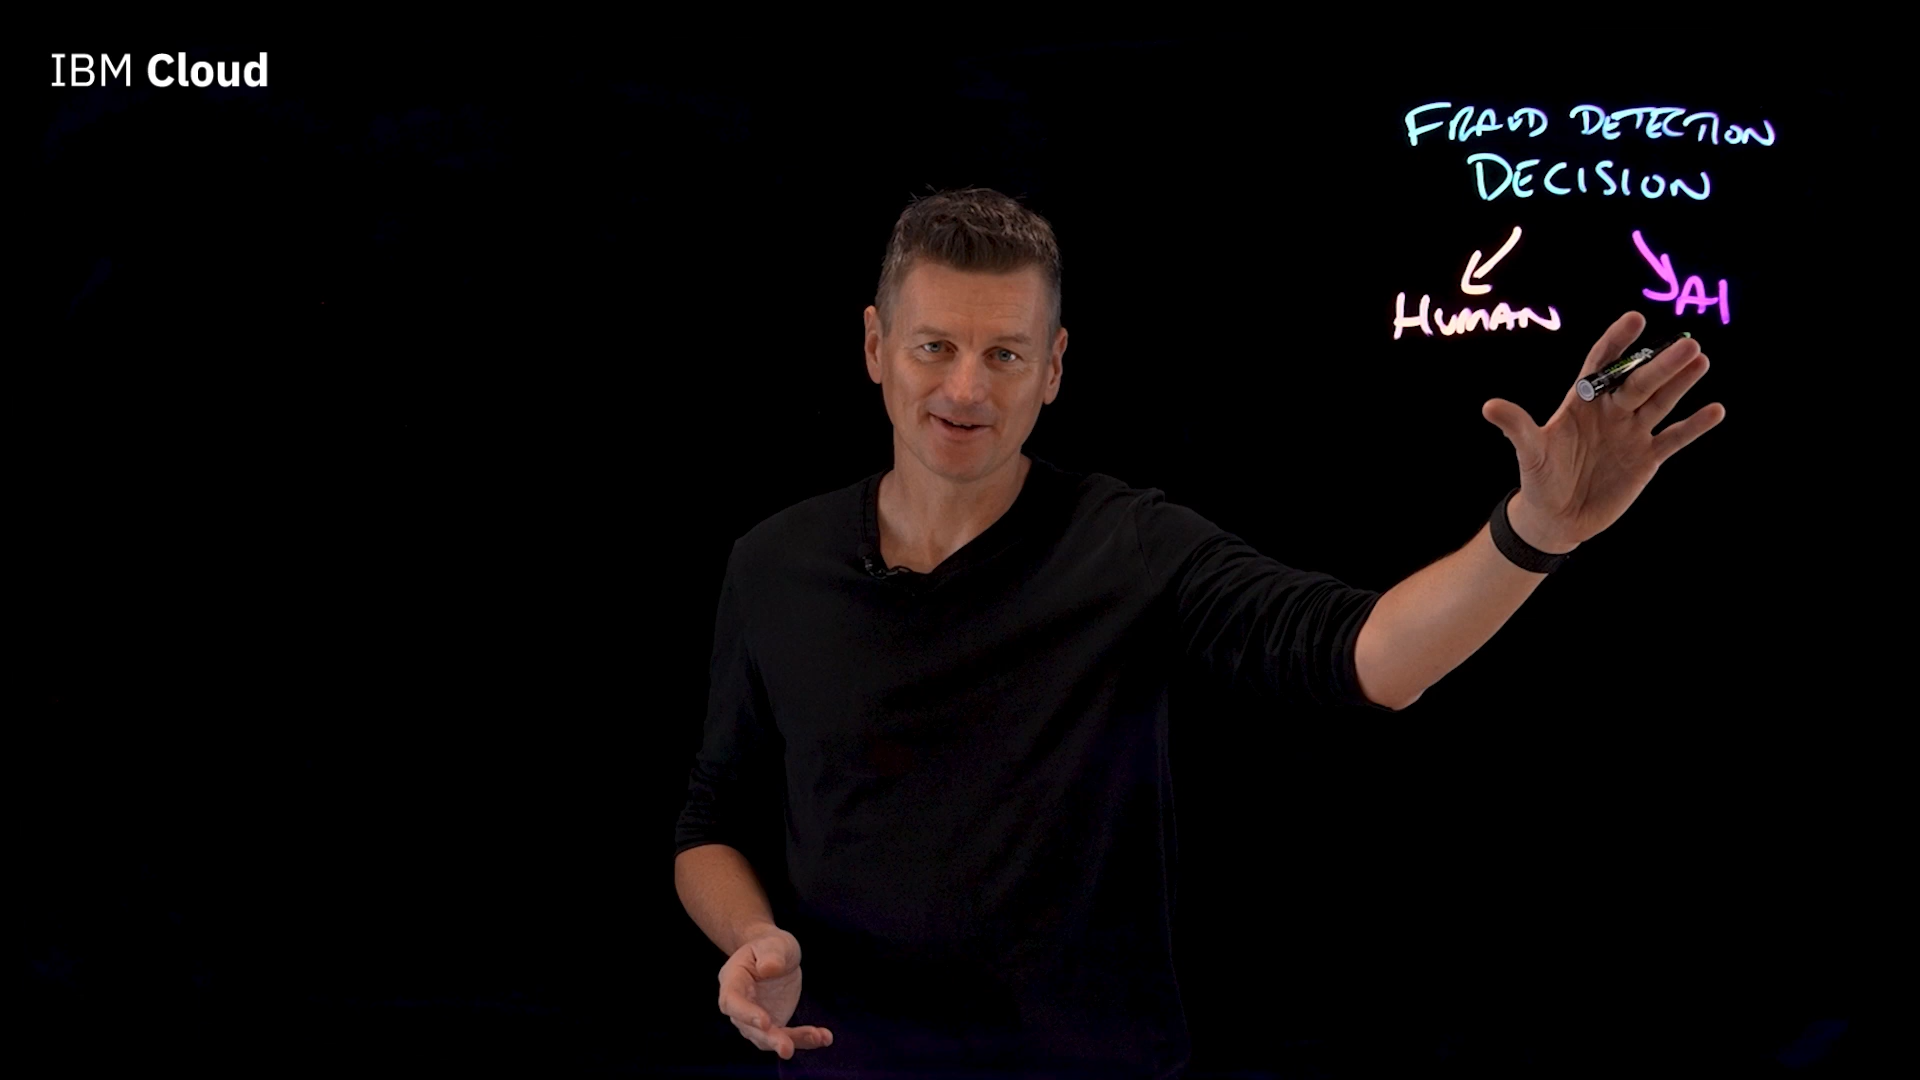 IBM Cloud
FRAUD DETECTION
DECISION
HUMAN
AI